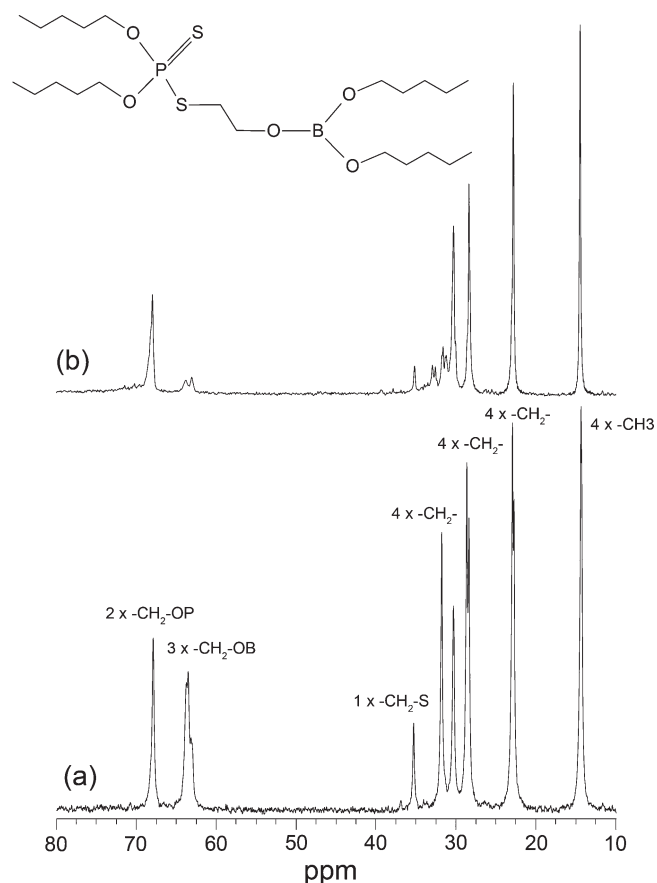 O
S
P
O
S
O
B
O
O
(b)
4 x -CH₂-
4 x -CH3
4 x -CH₂-
4 x -CH₂-
2 x -CH₂-OP
3 x -CH₂-OB
1 x -CH₂-S
(a)
80 70 60 50 40 30 20 10
ppm